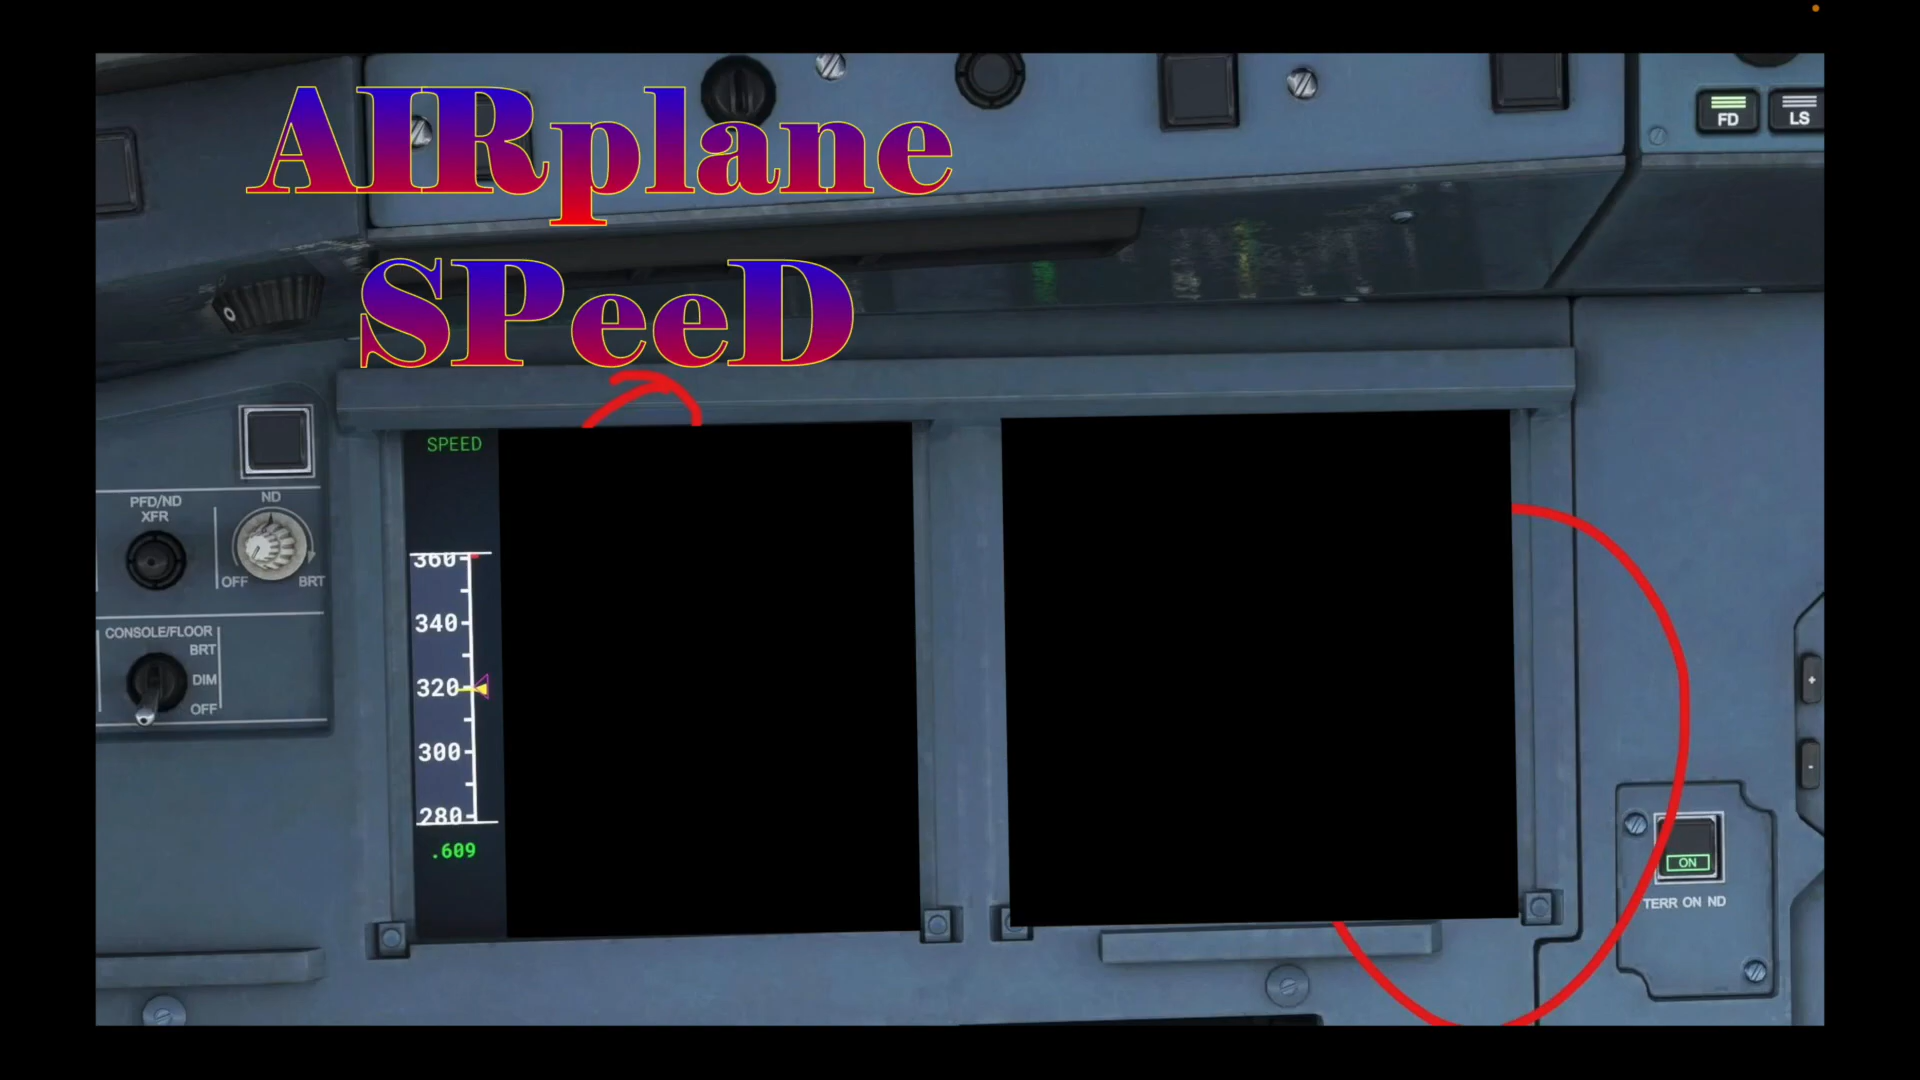 AIRplane
SPeeD
FD
LS
SPEED
PFD/ND
XFR
ND
OFF
BRT
CONSOLE/FLOOR
BRT
DIM
OFF
360
340
320
300
280
.609
+
-
ON
TERR ON ND